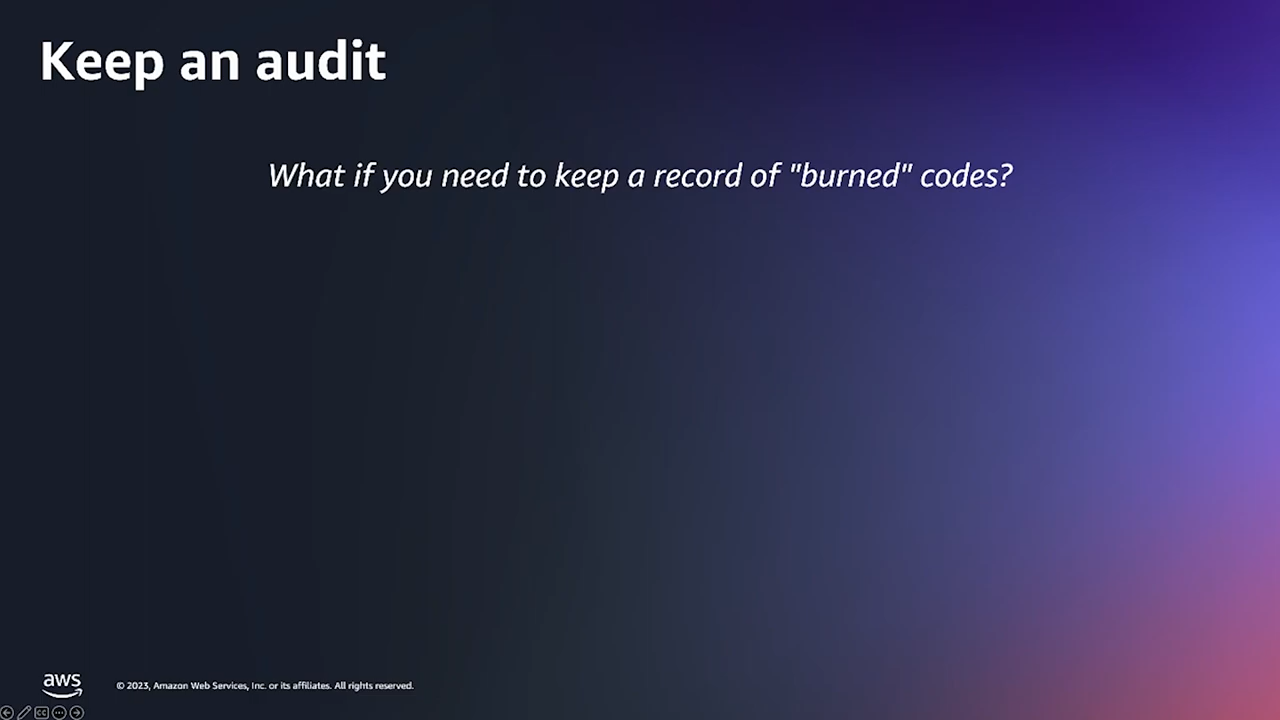 Keep an audit
What if you need to keep a record of "burned" codes?
aws
© 2023, Amazon Web Services, Inc. or its affiliates. All rights reserved.
CC